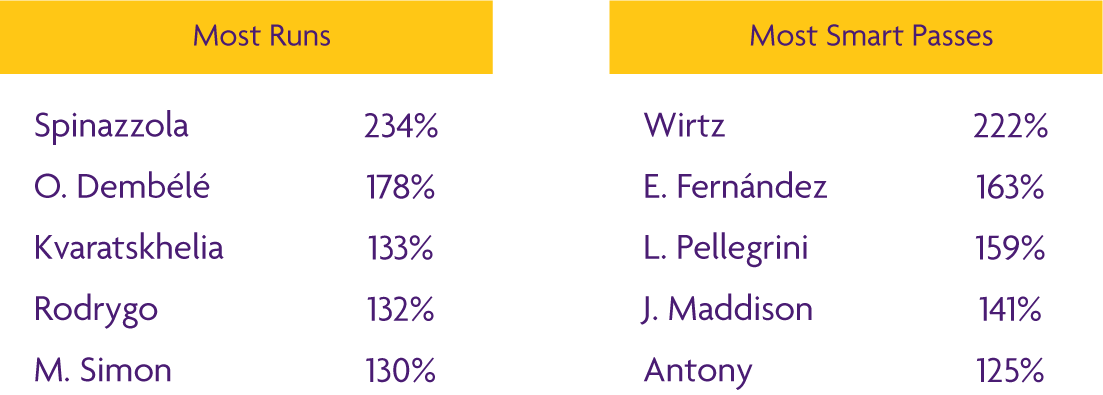 Most Runs
Spinazzola 234%
O. Dembélé 178%
Kvaratskhelia 133%
Rodrygo 132%
M. Simon 130%
Most Smart Passes
Wirtz 222%
E. Fernández 163%
L. Pellegrini 159%
J. Maddison 141%
Antony 125%